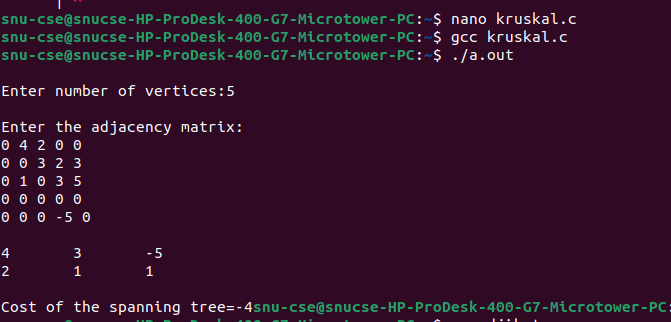 snu-cse@snucse-HP-ProDesk-400-G7-Microtower-PC:~$ nano kruskal.c
snu-cse@snucse-HP-ProDesk-400-G7-Microtower-PC:~$ gcc kruskal.c
snu-cse@snucse-HP-ProDesk-400-G7-Microtower-PC:~$ ./a.out
Enter number of vertices:5
Enter the adjacency matrix:
0 4 2 0 0
0 0 3 2 3
0 1 0 3 5
0 0 0 0 0
0 0 0 -5 0
4 3 -5
2 1 1
Cost of the spanning tree=-4snu-cse@snucse-HP-ProDesk-400-G7-Microtower-PC: